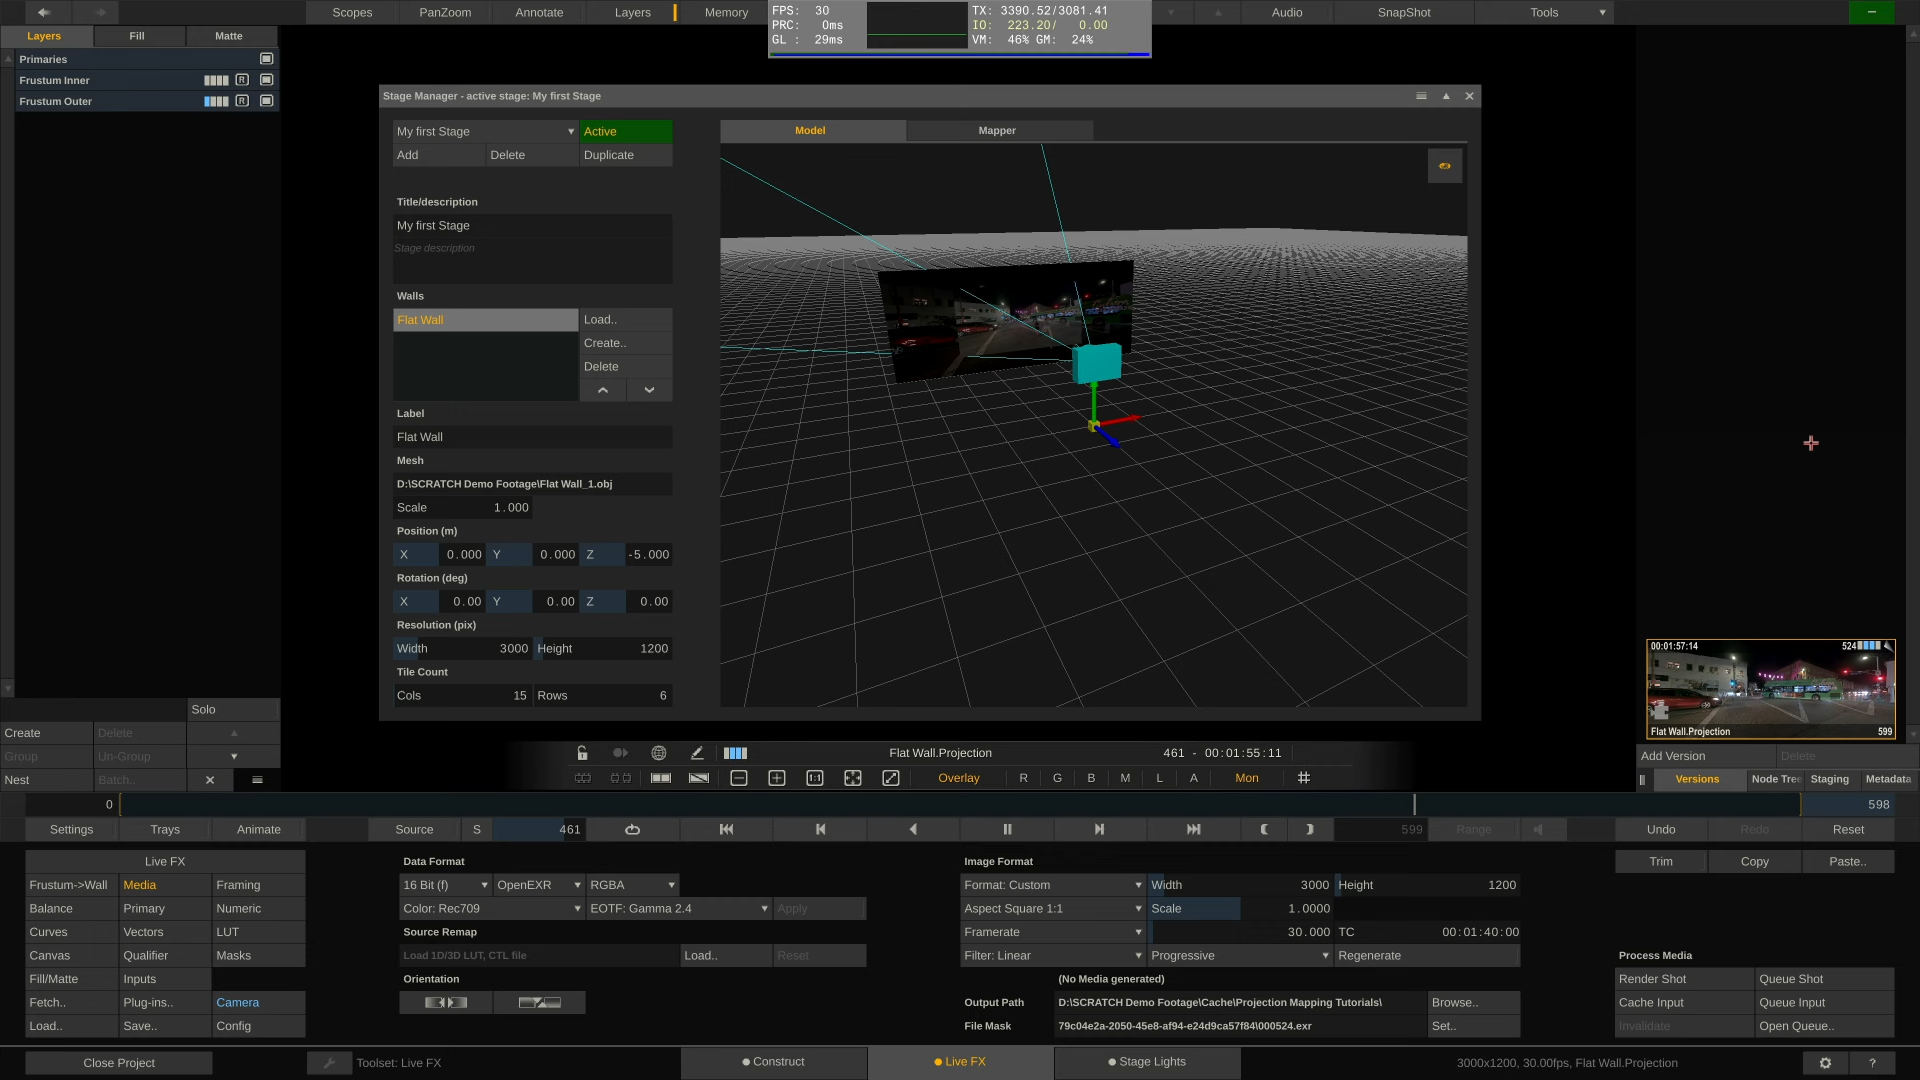 Scopes PanZoom Annotate Layers Memory Audio SnapShot Tools
FPS: 30 TX: 3390.52/3081.41
PRC: 0ms IO: 223.20/ 0.00
GL : 29ms VM: 46% GM: 24%
Layers Fill Matte
Primaries
Frustum Inner R
Frustum Outer R
Stage Manager - active stage: My first Stage
My first Stage Active
Add Delete Duplicate
Model Mapper
Title/description
My first Stage
Stage description
Walls
Flat Wall Load..
Create..
Delete
Label
Flat Wall
Mesh
D:\SCRATCH Demo Footage\Flat Wall_1.obj
Scale 1.000
Position (m)
X 0.000 Y 0.000 Z -5.000
Rotation (deg)
X 0.00 Y 0.00 Z 0.00
Resolution (pix)
Width 3000 Height 1200
Tile Count
Cols 15 Rows 6
00:01:57:14 524
Flat Wall.Projection 599
Add Version Delete
Versions Node Tree Staging Metadata
Solo
Create Delete
Group Un-Group
Nest Batch..
Flat Wall.Projection 461 - 00:01:55:11
1:1 Overlay R G B M L A Mon
0 598
Settings Trays Animate Source S 461 599 Range Undo Redo Reset
Live FX
Frustum->Wall Media Framing
Balance Primary Numeric
Curves Vectors LUT
Canvas Qualifier Masks
Fill/Matte Inputs
Fetch.. Plug-ins.. Camera
Load.. Save.. Config
Data Format
16 Bit (f) OpenEXR RGBA
Color: Rec709 EOTF: Gamma 2.4 Apply
Source Remap
Load 1D/3D LUT, CTL file Load.. Reset
Orientation
Image Format
Format: Custom Width 3000 Height 1200
Aspect Square 1:1 Scale 1.0000
Framerate 30.000 TC 00:01:40:00
Filter: Linear Progressive Regenerate
(No Media generated)
Output Path D:\SCRATCH Demo Footage\Cache\Projection Mapping Tutorials\ Browse..
File Mask 79c04e2a-2050-45e8-af94-e24d9ca57f84\000524.exr Set..
Trim Copy Paste..
Process Media
Render Shot Queue Shot
Cache Input Queue Input
Invalidate Open Queue..
Close Project Toolset: Live FX Construct Live FX Stage Lights 3000x1200, 30.00fps, Flat Wall.Projection ?